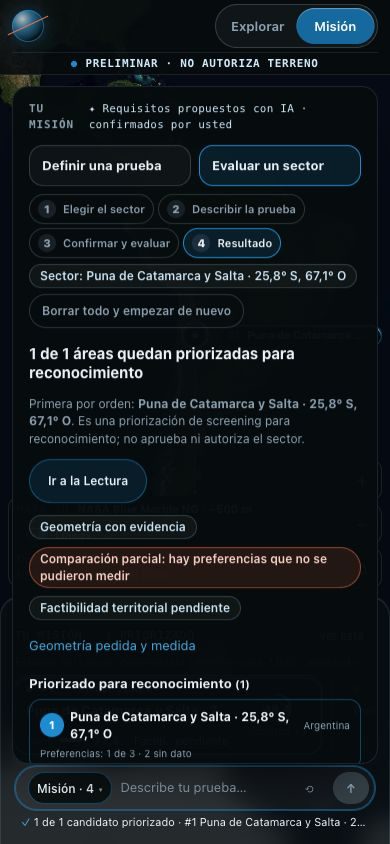 Explorar Misión
PRELIMINAR · NO AUTORIZA TERRENO
TU MISIÓN
✦ Requisitos propuestos con IA · confirmados por usted
Definir una prueba
Evaluar un sector
1 Elegir el sector
2 Describir la prueba
3 Confirmar y evaluar
4 Resultado
Sector: Puna de Catamarca y Salta · 25,8° S, 67,1° O
Borrar todo y empezar de nuevo
1 de 1 áreas quedan priorizadas para
reconocimiento
Primera por orden: Puna de Catamarca y Salta · 25,8° S,
67,1° O. Es una priorización de screening para
reconocimiento; no aprueba ni autoriza el sector.
Ir a la Lectura
Geometría con evidencia
Comparación parcial: hay preferencias que no se
pudieron medir
Factibilidad territorial pendiente
Geometría pedida y medida
Priorizado para reconocimiento (1)
1 Puna de Catamarca y Salta · 25,8° S,
67,1° O
Argentina
Preferencias: 1 de 3 · 2 sin dato
Misión · 4
Describe tu prueba...
✓ 1 de 1 candidato priorizado · #1 Puna de Catamarca y Salta · 2...